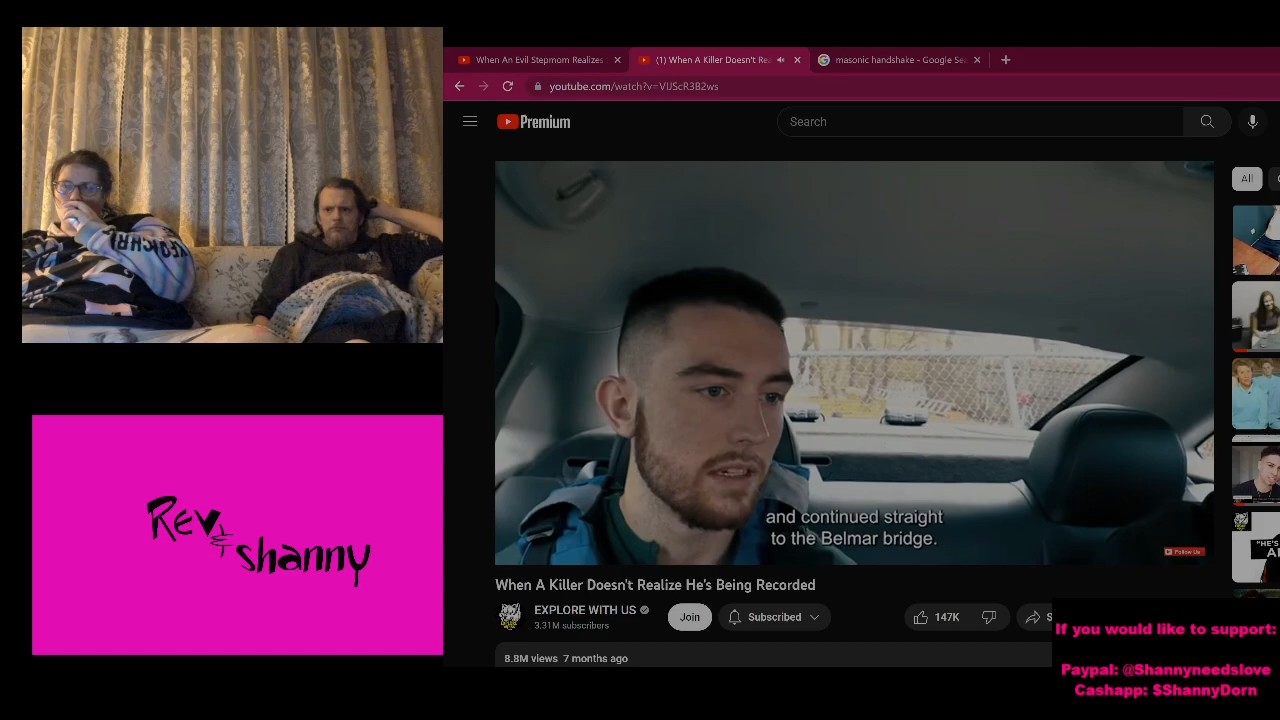 When An Evil Stepmom Realizes
(1) When A Killer Doesn't Re
masonic handshake - Google Se
youtube.com/watch?v=VlJScR3B2ws
Premium
Search
All
and continued straight
to the Belmar bridge.
Follow Us
When A Killer Doesn't Realize He's Being Recorded
EXPLORE WITH US
3.31M subscribers
Join
Subscribed
147K
S
8.8M views 7 months ago
"HE'S
Rev
&
shanny
If you would like to support:
Paypal: @Shannyneedslove
Cashapp: $ShannyDorn